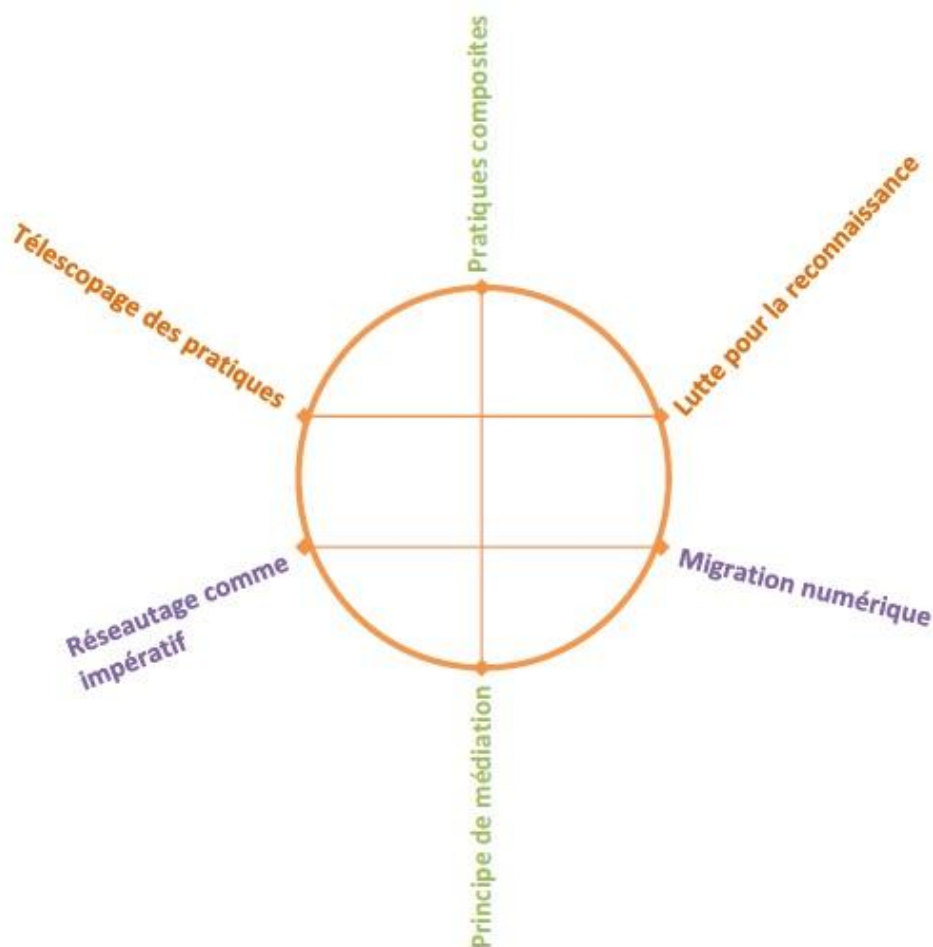 Pratiques composites
Lutte pour la reconnaissance
Télescopage des pratiques
Réseautage comme
impératif
Migration numérique
Principe de médiation